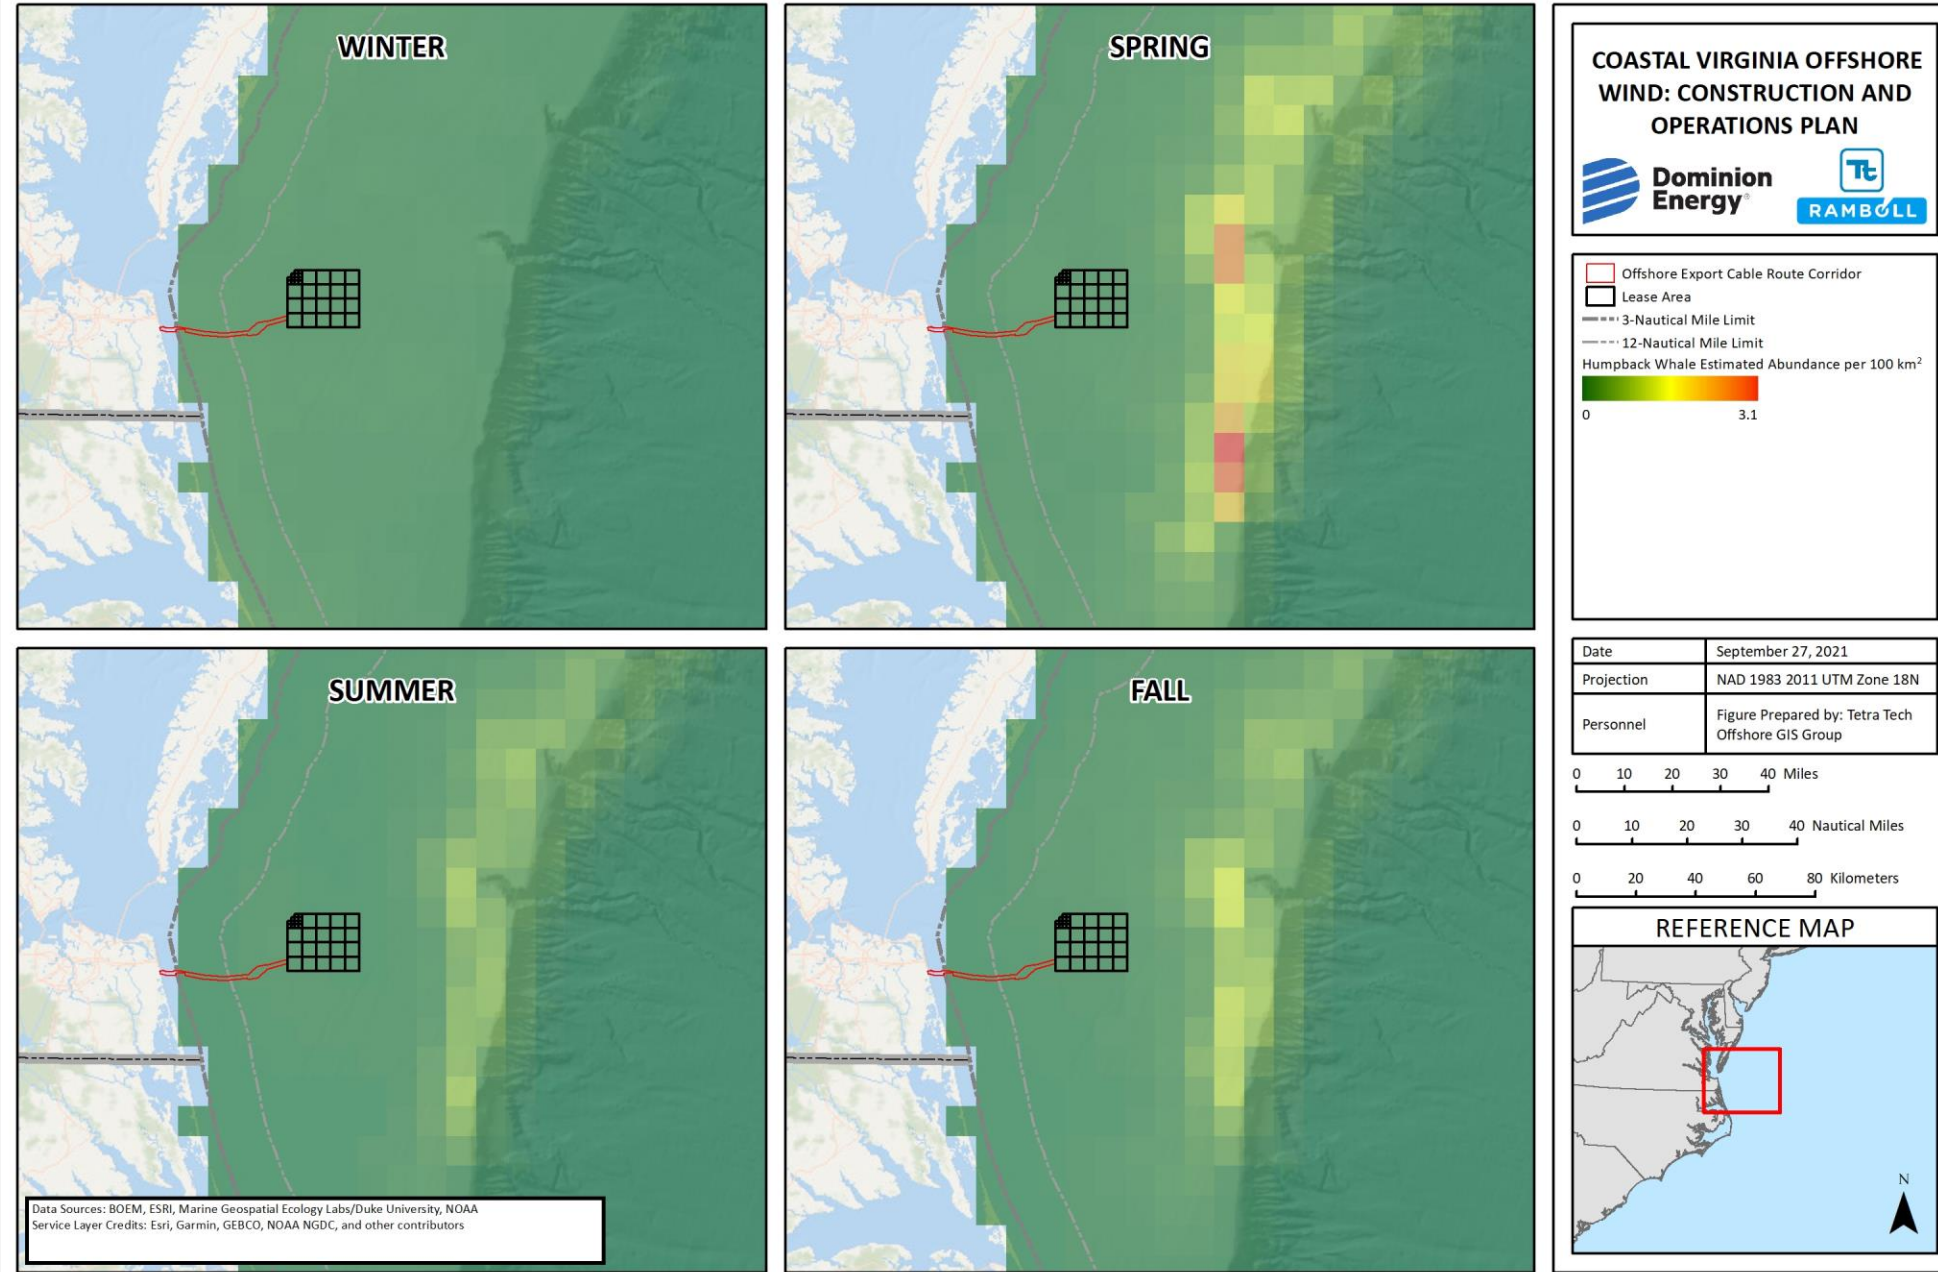 WINTER
SPRING
SUMMER
FALL
Data Sources: BOEM, ESRI, Marine Geospatial Ecology Labs/Duke University, NOAA
Service Layer Credits: Esri, Garmin, GEBCO, NOAA NGDC, and other contributors
COASTAL VIRGINIA OFFSHORE
WIND: CONSTRUCTION AND
OPERATIONS PLAN
Dominion
Energy®
Tt
RAMBOLL
Offshore Export Cable Route Corridor
Lease Area
3-Nautical Mile Limit
12-Nautical Mile Limit
Humpback Whale Estimated Abundance per 100 km²
0 3.1
Date September 27, 2021
Projection NAD 1983 2011 UTM Zone 18N
Personnel Figure Prepared by: Tetra Tech
Offshore GIS Group
0 10 20 30 40 Miles
0 10 20 30 40 Nautical Miles
0 20 40 60 80 Kilometers
REFERENCE MAP
N